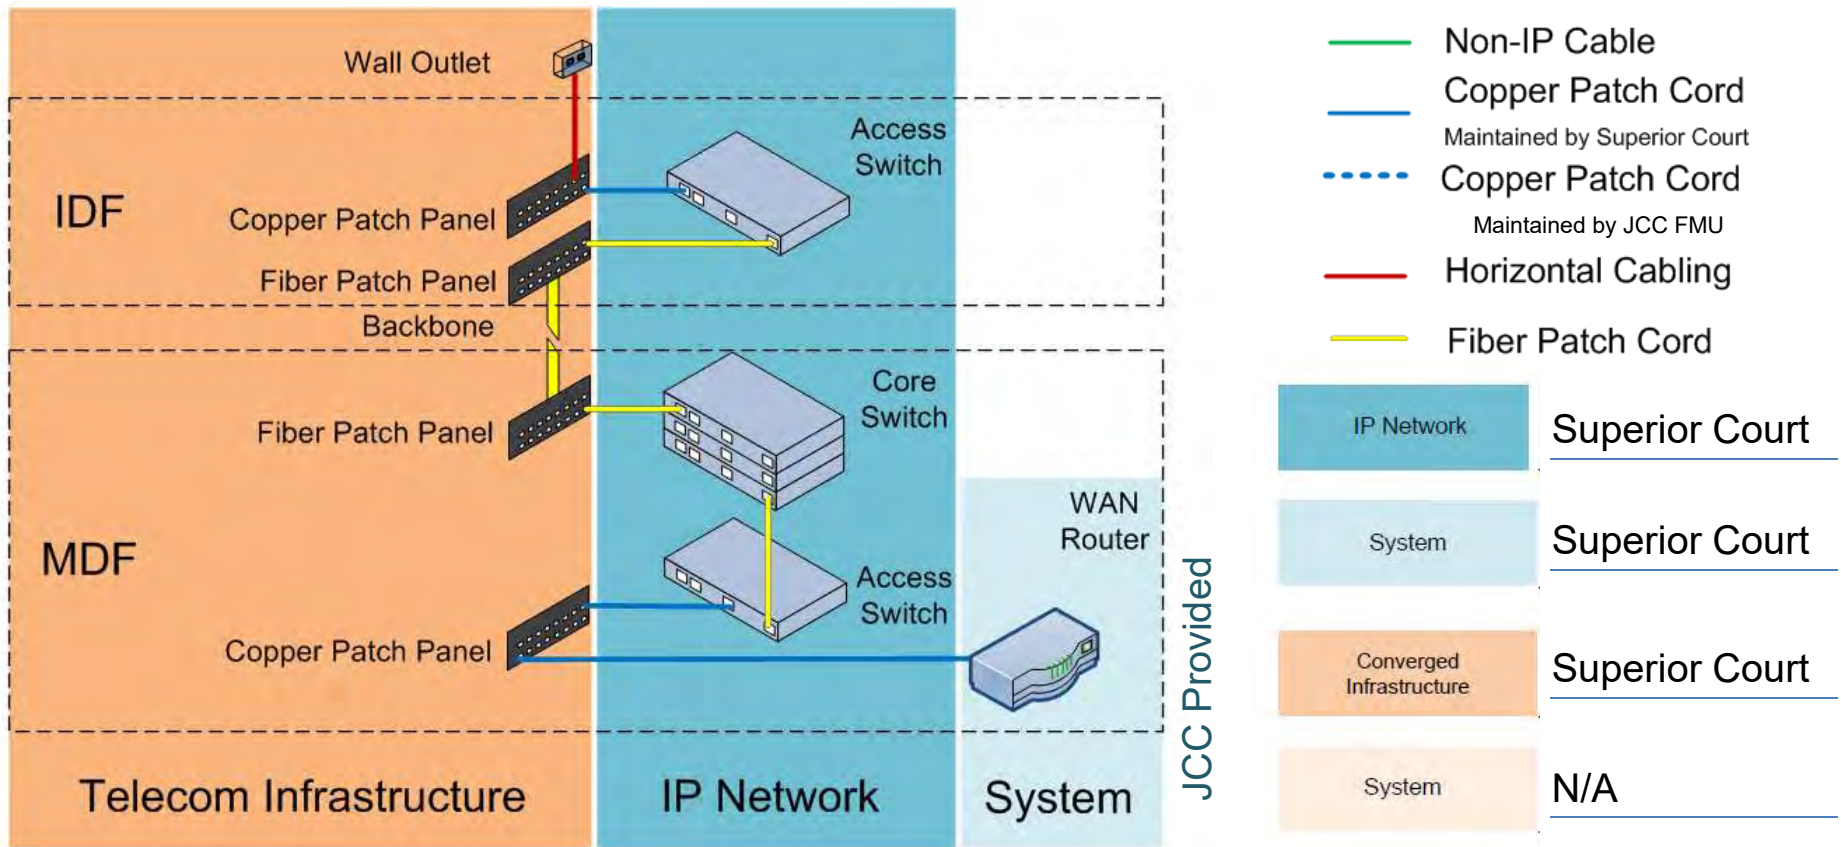 Wall Outlet
Access
Switch
IDF
Copper Patch Panel
Fiber Patch Panel
Backbone
Core
Switch
Fiber Patch Panel
WAN
Router
MDF
Access
Switch
Copper Patch Panel
JCC Provided
Telecom Infrastructure
IP Network
System
Non-IP Cable
Copper Patch Cord
Maintained by Superior Court
Copper Patch Cord
Maintained by JCC FMU
Horizontal Cabling
Fiber Patch Cord
IP Network
Superior Court
System
Superior Court
Converged
Infrastructure
Superior Court
System
N/A